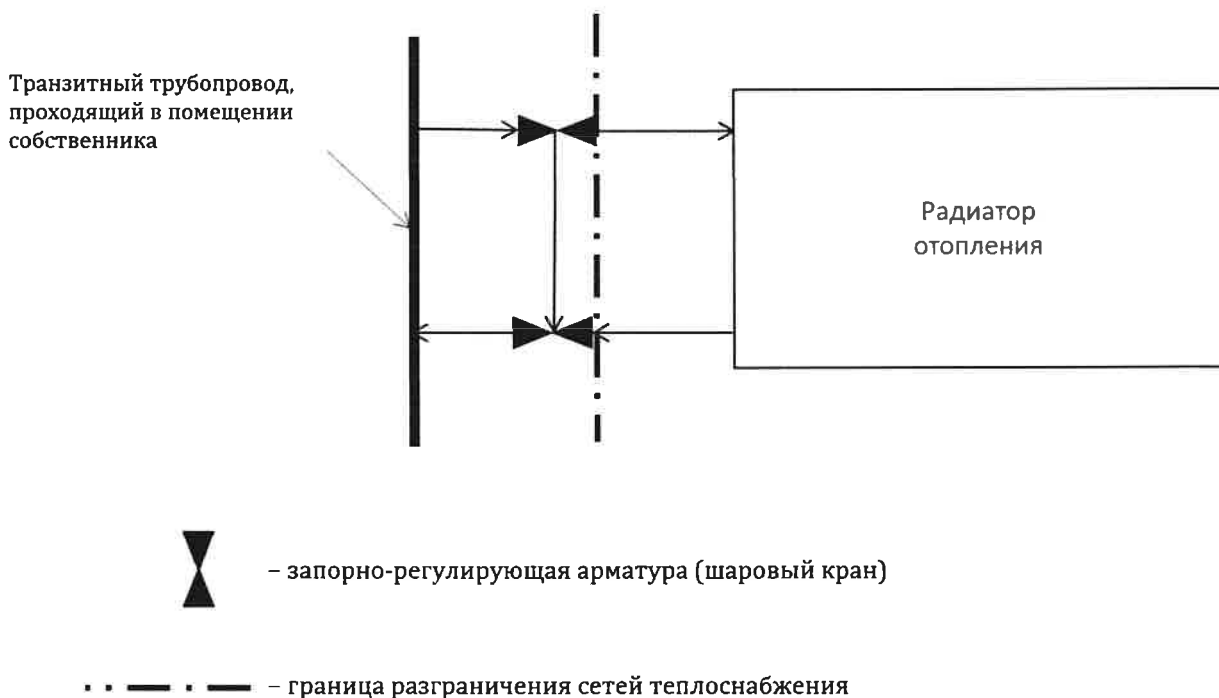 Транзитный трубопровод,
проходящий в помещении
собственника
Радиатор
отопления
– запорно-регулирующая арматура (шаровый кран)
– граница разграничения сетей теплоснабжения